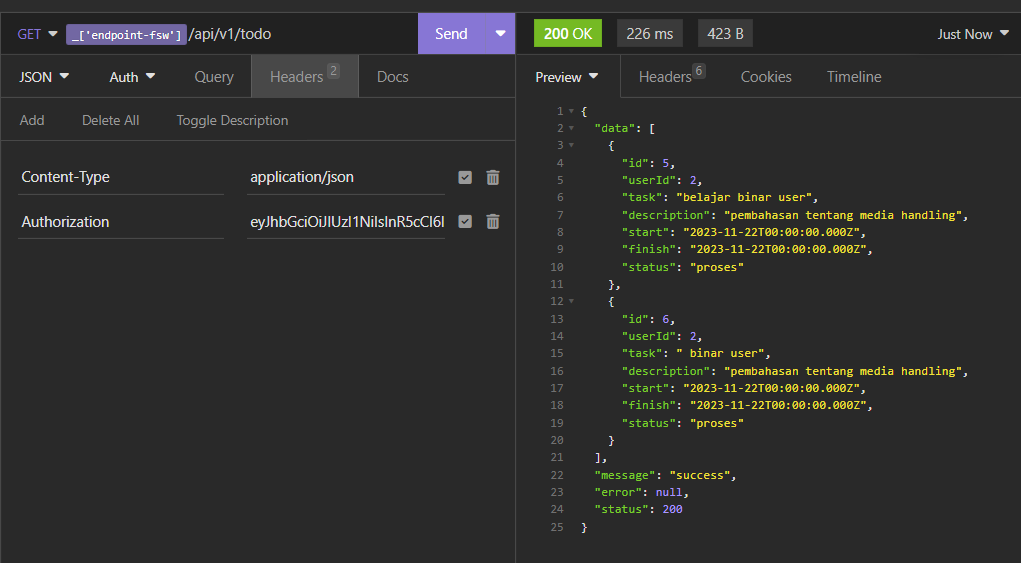 GET _['endpoint-fsw'] /api/v1/todo Send
200 OK 226 ms 423 B Just Now
JSON Auth Query Headers 2 Docs
Preview Headers 6 Cookies Timeline
Add Delete All Toggle Description
Content-Type application/json
Authorization eyJhbGciOiJIUzI1NiIsInR5cCI6I
1 {
2 "data": [
3 {
4 "id": 5,
5 "userId": 2,
6 "task": "belajar binar user",
7 "description": "pembahasan tentang media handling",
8 "start": "2023-11-22T00:00:00.000Z",
9 "finish": "2023-11-22T00:00:00.000Z",
10 "status": "proses"
11 },
12 {
13 "id": 6,
14 "userId": 2,
15 "task": " binar user",
16 "description": "pembahasan tentang media handling",
17 "start": "2023-11-22T00:00:00.000Z",
18 "finish": "2023-11-22T00:00:00.000Z",
19 "status": "proses"
20 }
21 ],
22 "message": "success",
23 "error": null,
24 "status": 200
25 }